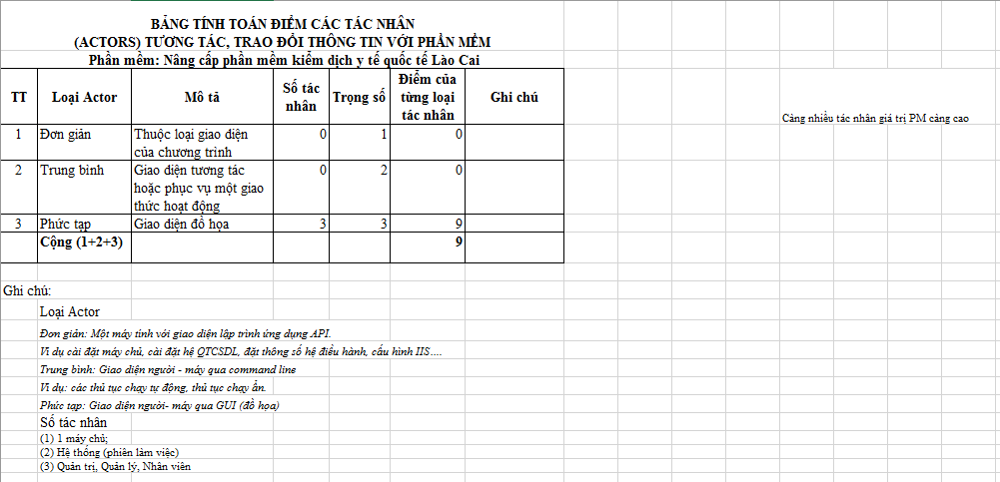 BẢNG TÍNH TOÁN ĐIỂM CÁC TÁC NHÂN
(ACTORS) TƯƠNG TÁC, TRAO ĐỔI THÔNG TIN VỚI PHẦN MỀM
Phần mềm: Nâng cấp phần mềm kiểm dịch y tế quốc tế Lào Cai
TT Loại Actor Mô tả Số tác nhân Trọng số Điểm của từng loại tác nhân Ghi chú
Càng nhiều tác nhân giá trị PM càng cao
1 Đơn giản Thuộc loại giao diện của chương trình 0 1 0
2 Trung bình Giao diện tương tác hoặc phục vụ một giao thức hoạt động 0 2 0
3 Phức tạp Giao diện đồ họa 3 3 9
Cộng (1+2+3) 9
Ghi chú:
Loại Actor
Đơn giản: Một máy tính với giao diện lập trình ứng dụng API.
Ví dụ cài đặt máy chủ, cài đặt hệ QTCSDL, đặt thông số hệ điều hành, cấu hình IIS....
Trung bình: Giao diện người - máy qua command line
Ví dụ: các thủ tục chạy tự động, thủ tục chạy ẩn.
Phức tạp: Giao diện người- máy qua GUI (đồ họa)
Số tác nhân
(1) 1 máy chủ;
(2) Hệ thống (phiên làm việc)
(3) Quản trị, Quản lý, Nhân viên